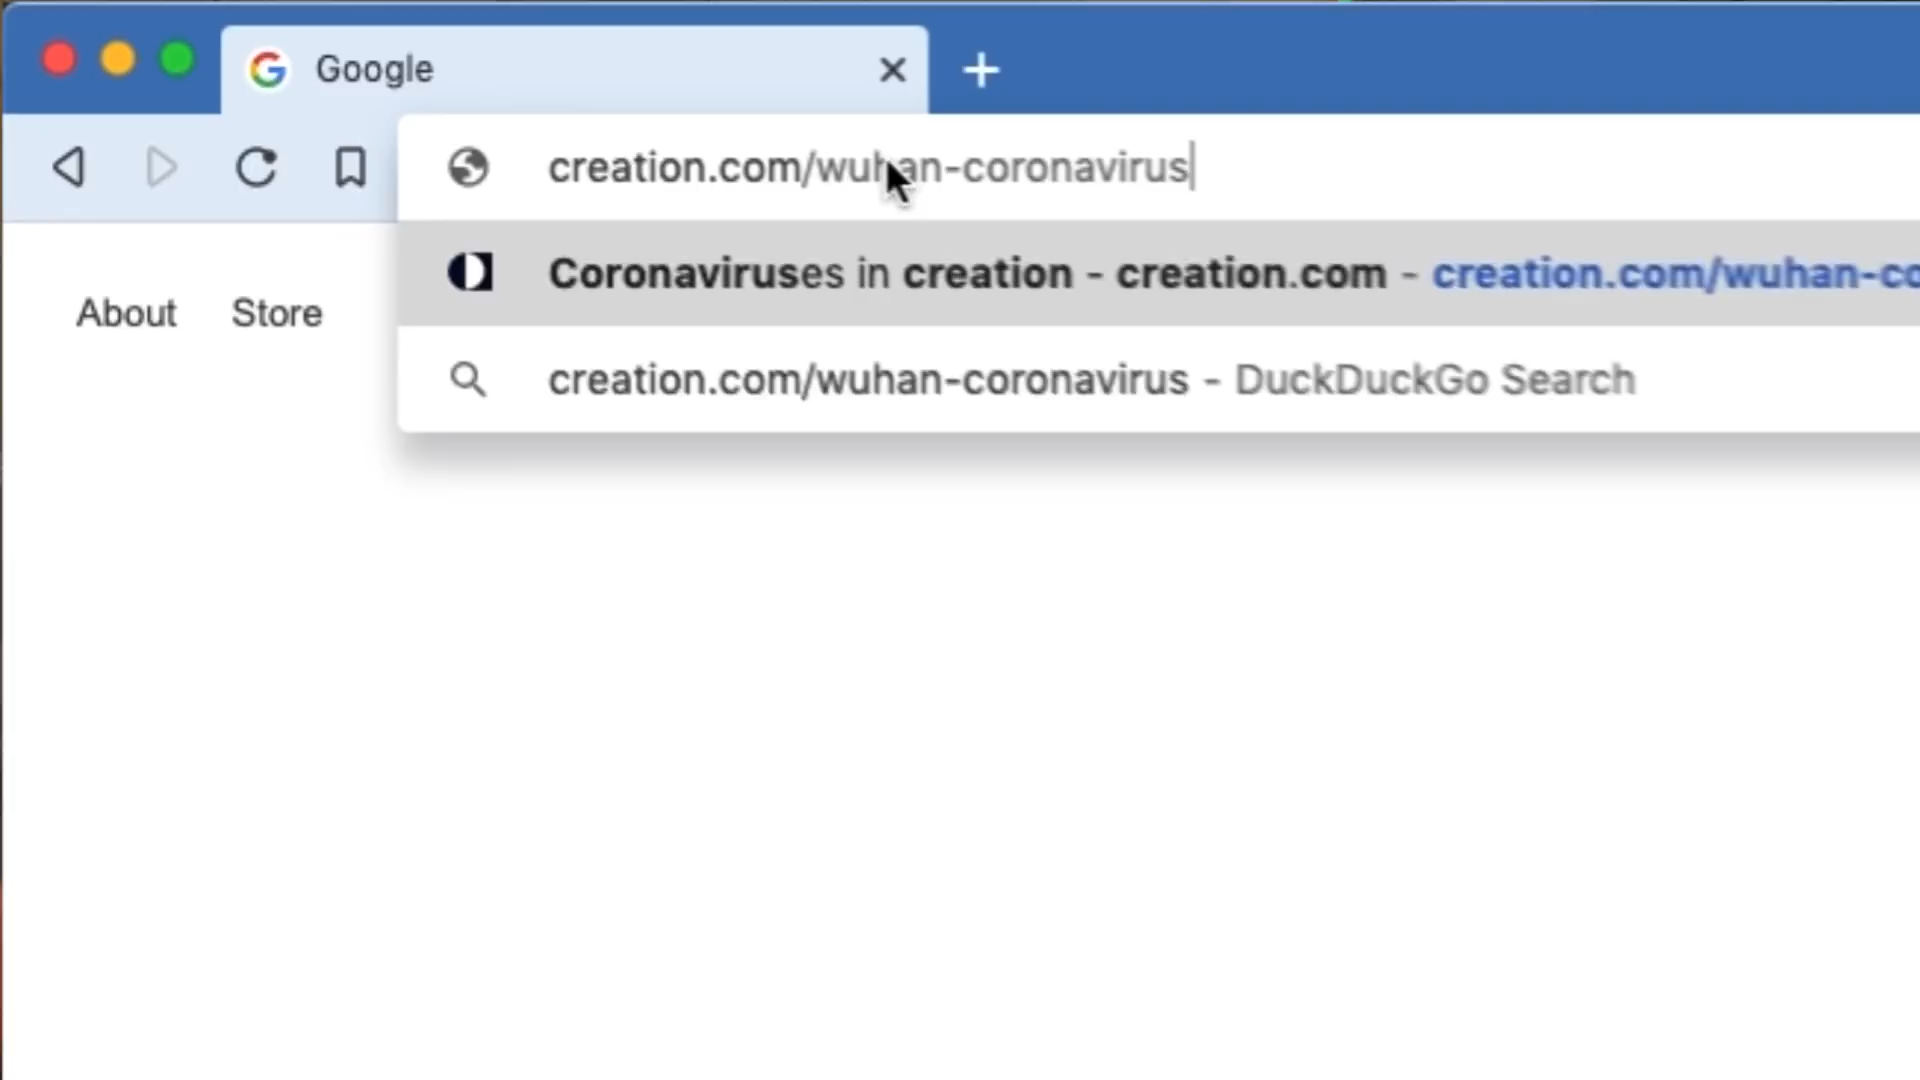 Google
creation.com/wuhan-coronavirus
Coronaviruses in creation - creation.com - creation.com/wuhan-co
creation.com/wuhan-coronavirus - DuckDuckGo Search
About Store